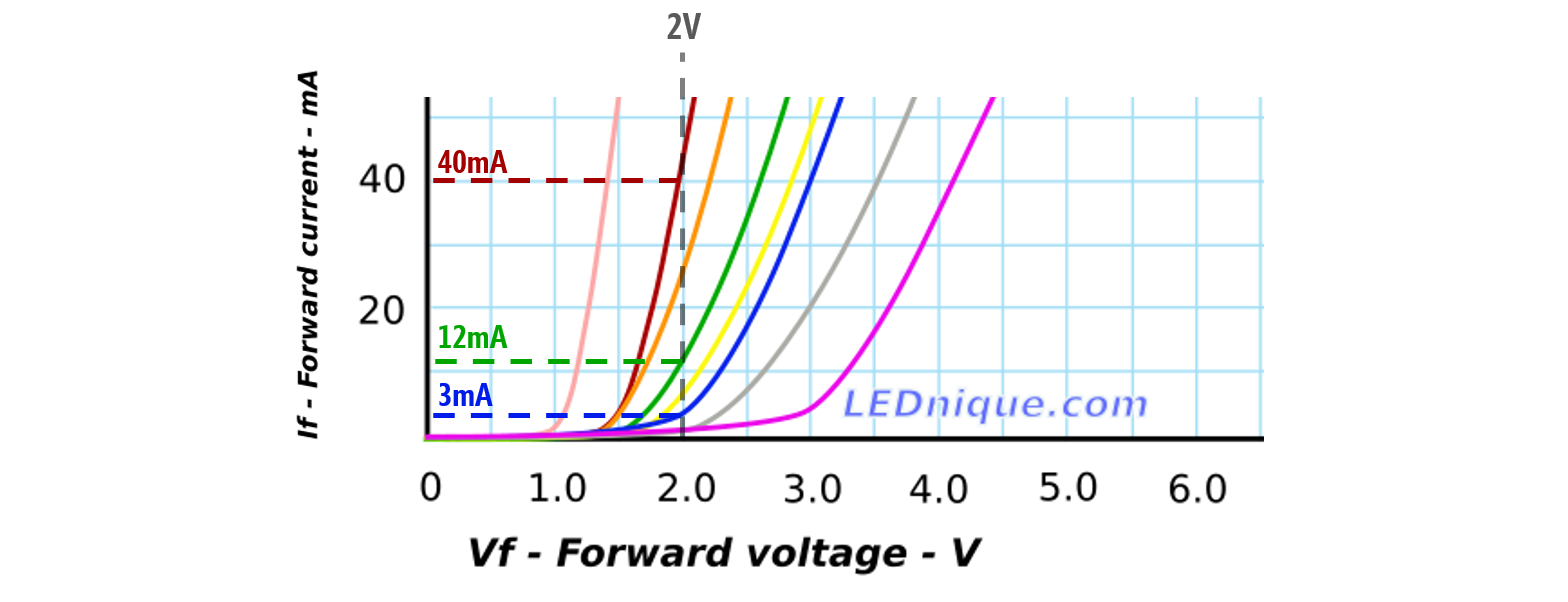 2V
If - Forward current - mA
40mA
40
20
12mA
3mA
LEDnique.com
0 1.0 2.0 3.0 4.0 5.0 6.0
Vf - Forward voltage - V